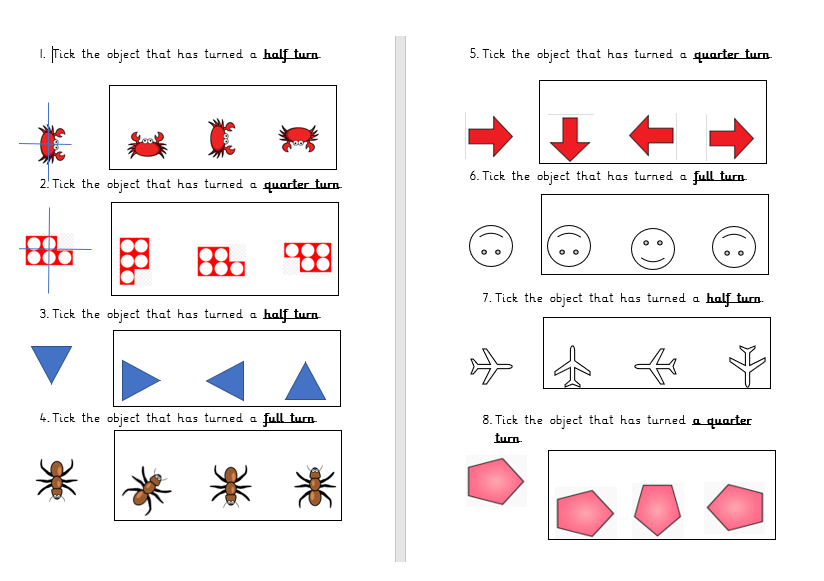 1. Tick the object that has turned a half turn.
2. Tick the object that has turned a quarter turn.
3. Tick the object that has turned a half turn.
4. Tick the object that has turned a full turn.
5. Tick the object that has turned a quarter turn.
6. Tick the object that has turned a full turn.
7. Tick the object that has turned a half turn.
8. Tick the object that has turned a quarter
turn.